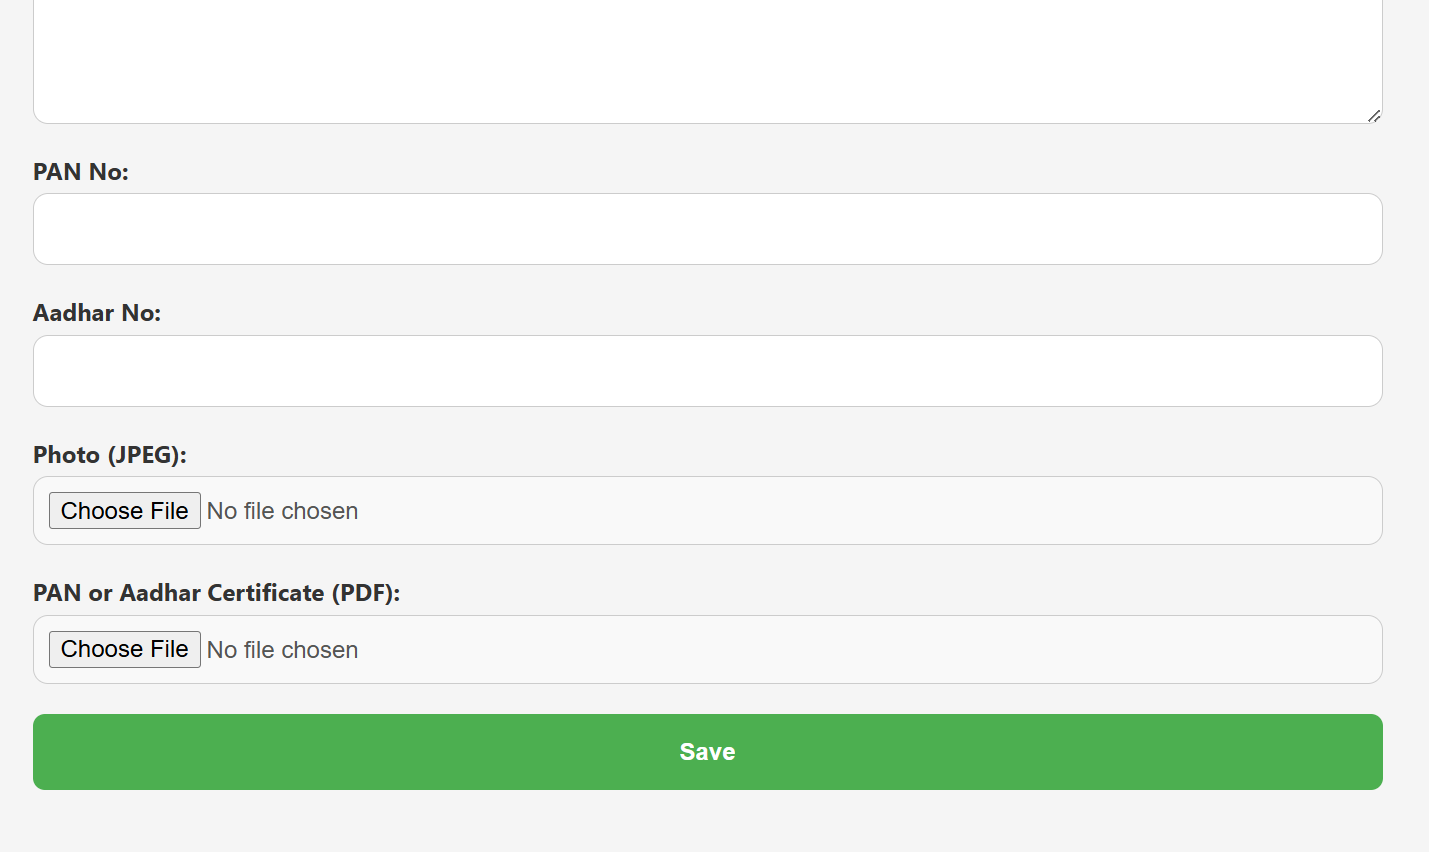 PAN No:
Aadhar No:
Photo (JPEG):
Choose File No file chosen
PAN or Aadhar Certificate (PDF):
Choose File No file chosen
Save